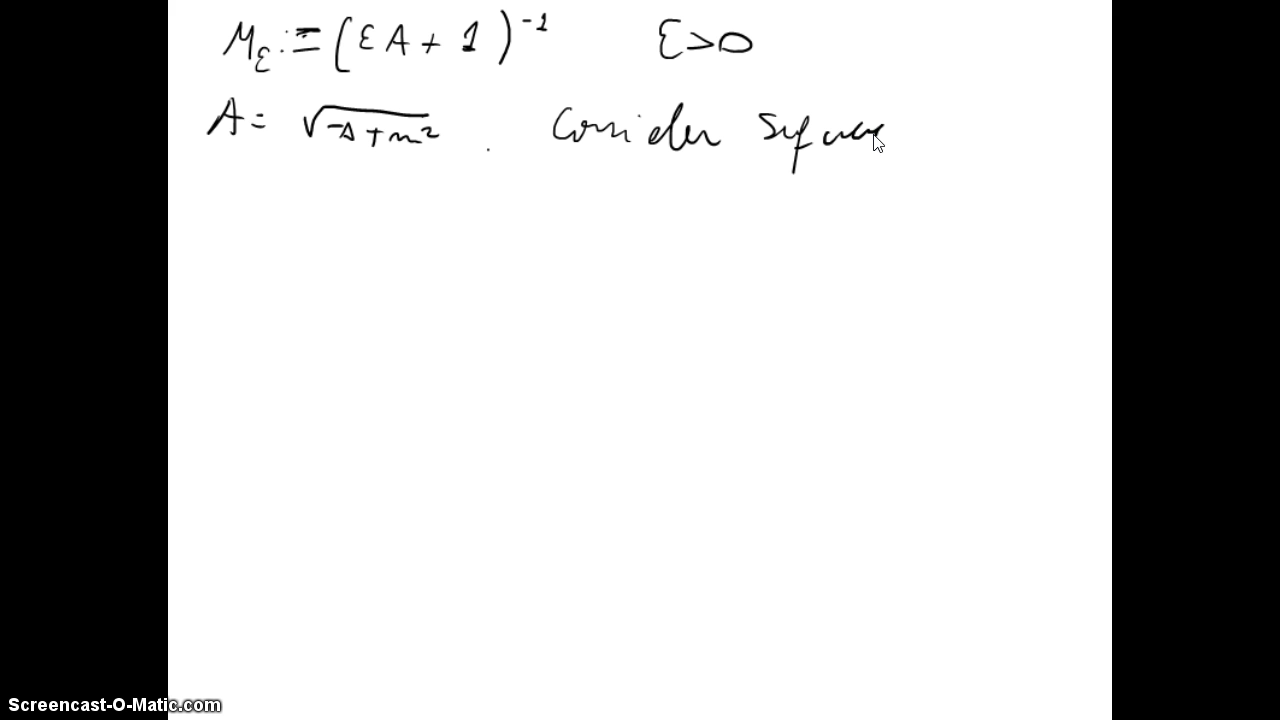 M_ε := (εA + 1)^{-1} ε>0
A = √(-Δ + m²) . Consider
Screencast-O-Matic.com